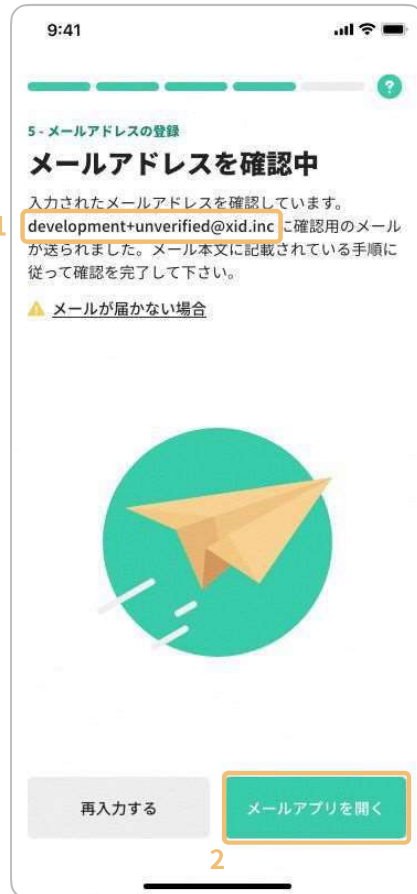 9:41
?
5 - メールアドレスの登録
メールアドレスを確認中
入力されたメールアドレスを確認しています。
1
development+unverified@xid.inc に確認用のメール
が送られました。メール本文に記載されている手順に
従って確認を完了して下さい。
メールが届かない場合
再入力する
メールアプリを開く
2